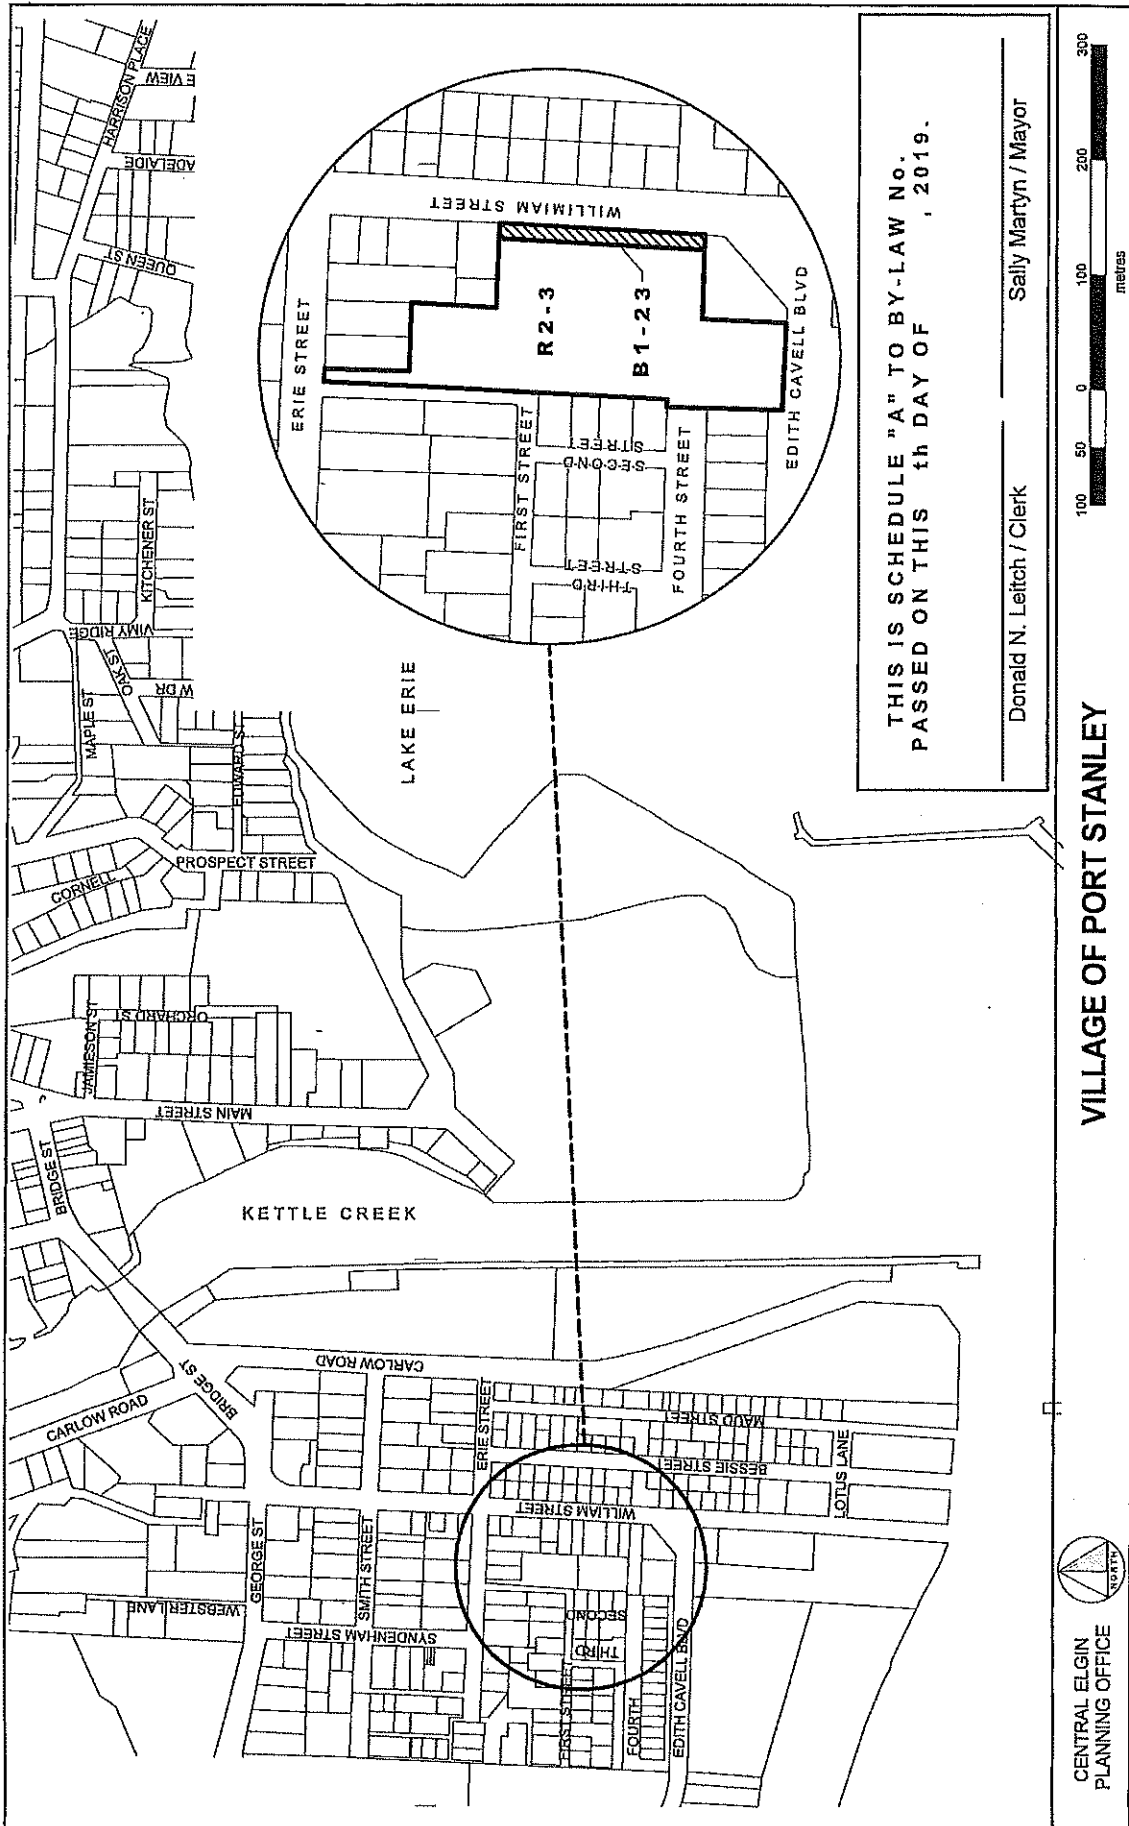 HARRISON PLACE
E VIEW
ADELAIDE
QUEEN ST
KITCHENER ST
VIMY RIDGE
OAK ST
W DR
MAPLE ST
EDWARD ST
PROSPECT STREET
CORNELL
ORCHARD ST
JAMIESON ST
MAIN STREET
BRIDGE ST
KETTLE CREEK
LAKE ERIE
CARLOW ROAD
BRIDGE ST
CARLOW ROAD
ERIE STREET
MAUD STREET
BESSIE STREET
LOTUS LANE
WILLIAM STREET
GEORGE ST
SMITH STREET
WEBSTER LANE
SYNDENHAM STREET
SECOND
THIRD
FIRST STREET
FOURTH
EDITH CAVELL BLVD
ERIE STREET
WILLIMIAM STREET
R2-3
B1-23
FIRST STREET
SECOND
STREET
THIRD
STREET
FOURTH STREET
EDITH CAVELL BLVD
THIS IS SCHEDULE "A" TO BY-LAW No.
PASSED ON THIS th DAY OF , 2019.
Donald N. Leitch / Clerk
Sally Martyn / Mayor
CENTRAL ELGIN
PLANNING OFFICE
NORTH
VILLAGE OF PORT STANLEY
100 50 0 100 200 300
metres